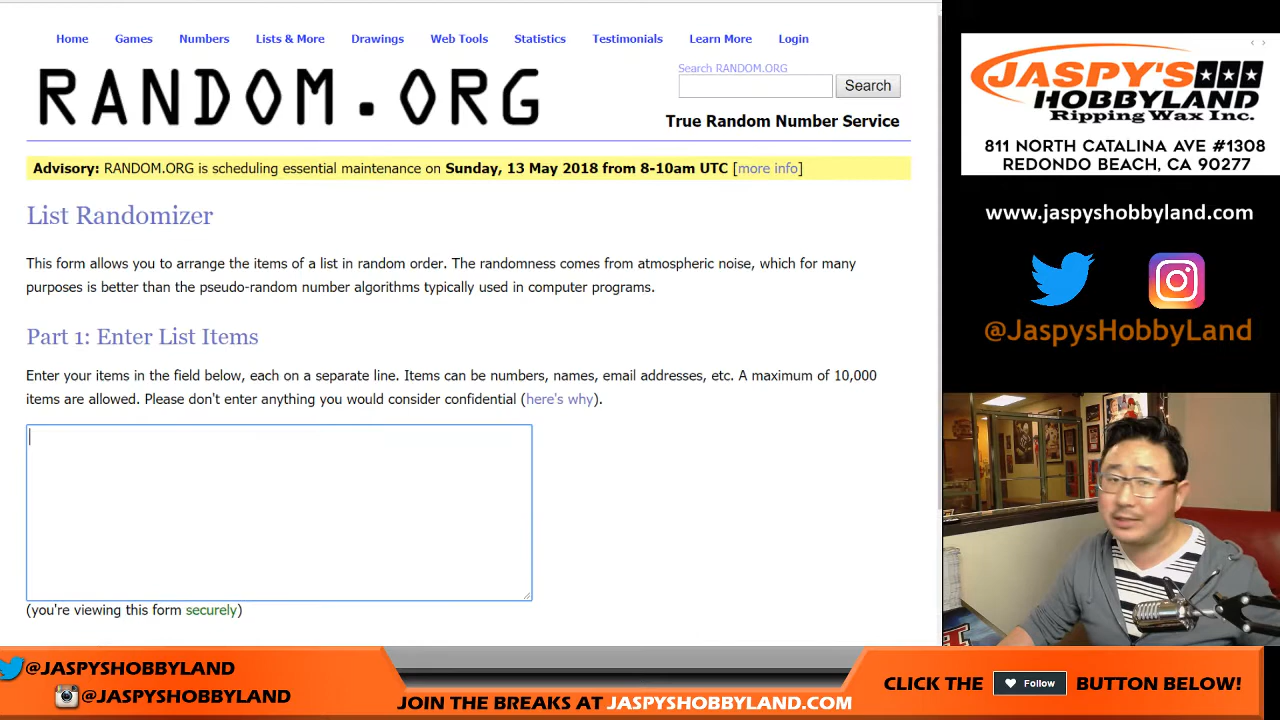 Home Games Numbers Lists & More Drawings Web Tools Statistics Testimonials Learn More Login
RANDOM.ORG
Search RANDOM.ORG
Search
True Random Number Service
Advisory: RANDOM.ORG is scheduling essential maintenance on Sunday, 13 May 2018 from 8-10am UTC [more info]
List Randomizer
This form allows you to arrange the items of a list in random order. The randomness comes from atmospheric noise, which for many
purposes is better than the pseudo-random number algorithms typically used in computer programs.
Part 1: Enter List Items
Enter your items in the field below, each on a separate line. Items can be numbers, names, email addresses, etc. A maximum of 10,000
items are allowed. Please don't enter anything you would consider confidential (here's why).
(you're viewing this form securely)
JASPY'S
HOBBYLAND
Ripping Wax Inc.
811 NORTH CATALINA AVE #1308
REDONDO BEACH, CA 90277
www.jaspyshobbyland.com
@JaspysHobbyLand
@JASPYSHOBBYLAND
@JASPYSHOBBYLAND
JOIN THE BREAKS AT JASPYSHOBBYLAND.COM
CLICK THE Follow BUTTON BELOW!